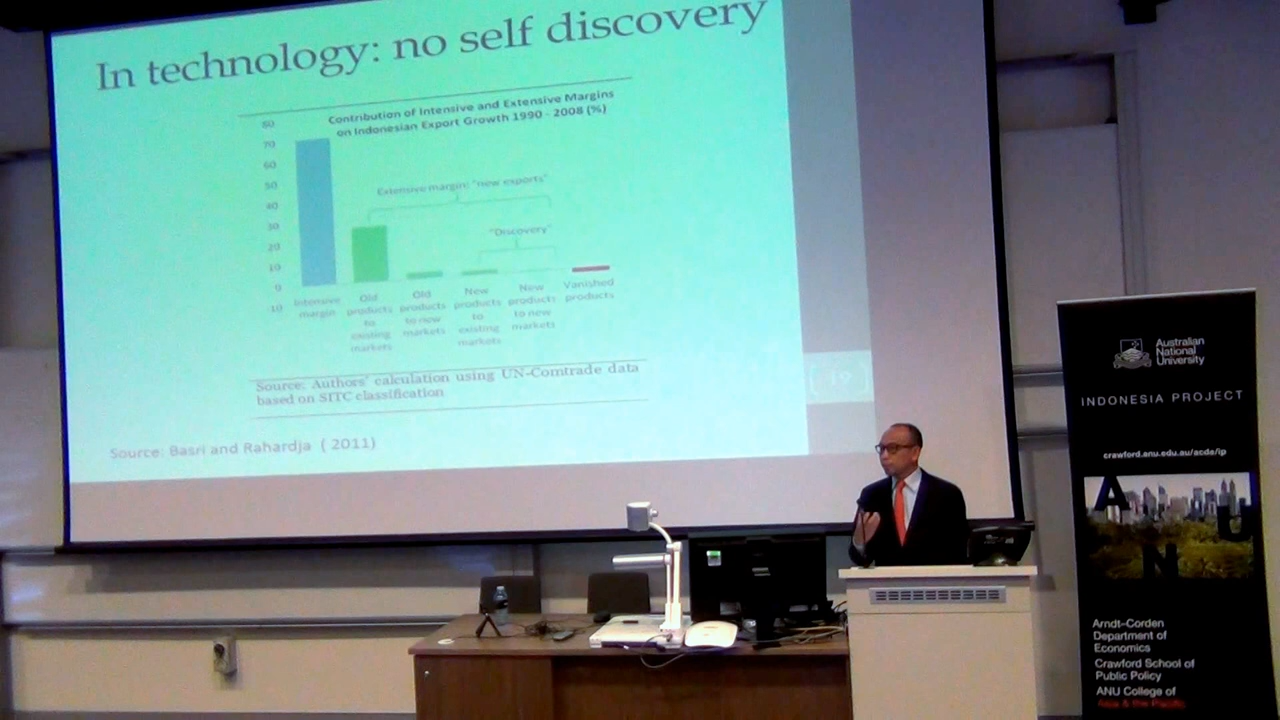 In technology: no self discovery
Contribution of Intensive and Extensive Margins
on Indonesian Export Growth 1990 - 2008 (%)
80
70
60
50
40
30
20
10
0
10
Extensive margin: "new exports"
"Discovery"
Intensive
margin
Old
products
to
existing
markets
Old
products
to new
markets
New
products
to
existing
markets
New
products
to new
markets
Vanished
products
Source: Authors' calculation using UN-Comtrade data
based on SITC classification
Source: Basri and Rahardja ( 2011)
19
Australian
National
University
INDONESIA PROJECT
crawford.anu.edu.au/acda/ip
A
N
U
Arndt-Corden
Department of
Economics
Crawford School of
Public Policy
ANU College of
Asia & the Pacific